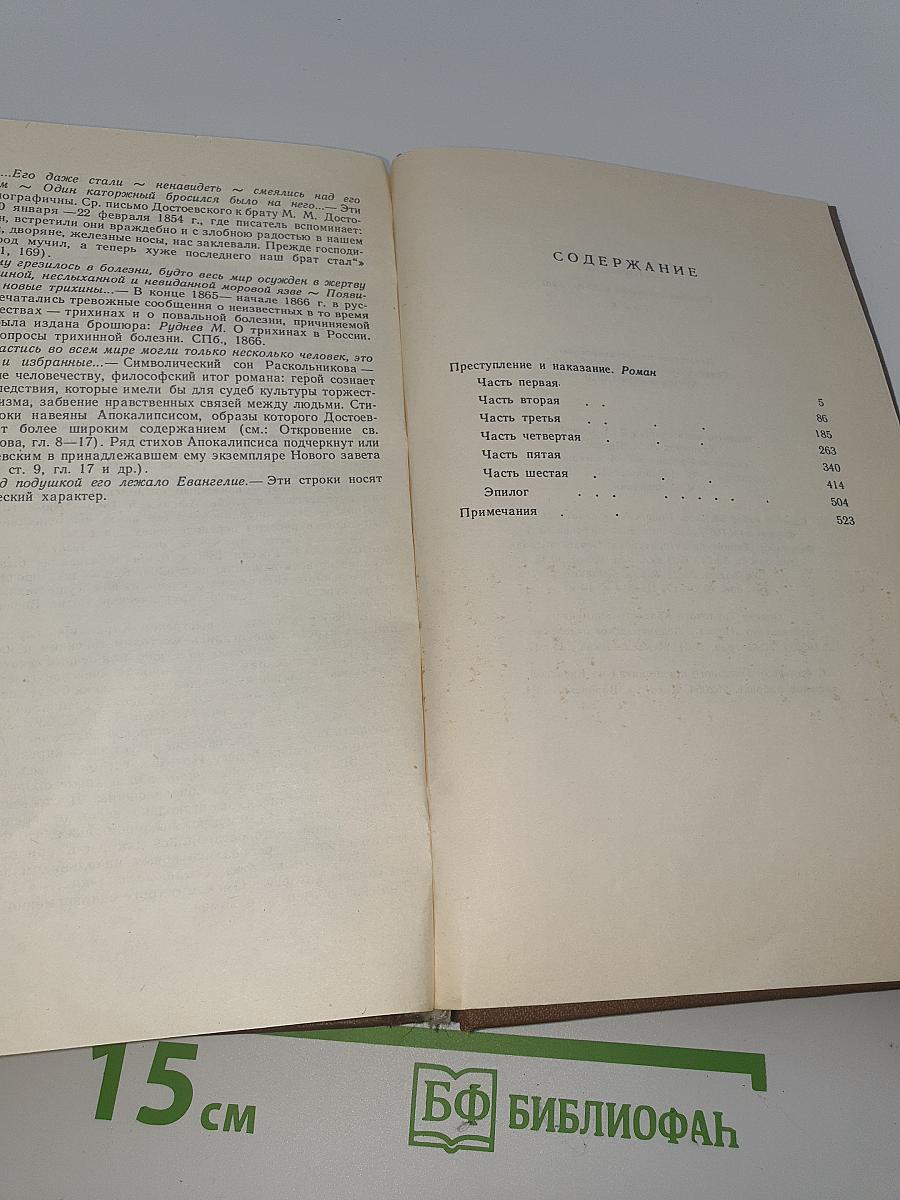 ...Его даже стали ~ ненавидеть ~ смеялись над его
м ~ Один каторжный бросился было на него...— Эти
иографичны. Ср. письмо Достоевского к брату М. М. Досто-
0 января —22 февраля 1854 г., где писатель вспоминает:
н, встретили они враждебно и с злобною радостью в нашем
, дворяне, железные носы, нас заклевали. Прежде господи-
род мучил, а теперь хуже последнего наш брат стал“»
1, 169).
му грезилось в болезни, будто весь мир осужден в жертву
шной, неслыханной и невиданной моровой язве ~ Появи-
новые трихины...— В конце 1865— начале 1866 г. в рус-
ечатались тревожные сообщения о неизвестных в то время
ествах — трихинах и о повальной болезни, причиняемой
ыла издана брошюра: Руднев М. О трихинах в России.
опросы трихинной болезни. СПб., 1866.
астись во всем мире могли только несколько человек, это
и избранные...— Символический сон Раскольникова —
ие человечеству, философский итог романа: герой сознает
ледствия, которые имели бы для судеб культуры торжест-
изма, забвение нравственных связей между людьми. Сти-
роки навеяны Апокалипсисом, образы которого Достоев-
т более широким содержанием (см.: Откровение св.
ова, гл. 8—17). Ряд стихов Апокалипсиса подчеркнут или
евским в принадлежавшем ему экземпляре Нового завета
ст. 9, гл. 17 и др.).
д подушкой его лежало Евангелие.— Эти строки носят
ческий характер.
СОДЕРЖАНИЕ
Преступление и наказание. Роман
Часть первая
Часть вторая . . 5
Часть третья . . . . 86
Часть четвертая . . . 185
Часть пятая 263
Часть шестая . . . 340
Эпилог . . . . . . . . . 414
Примечания . . 504
523
15 см
БФ БИБЛИОФАН